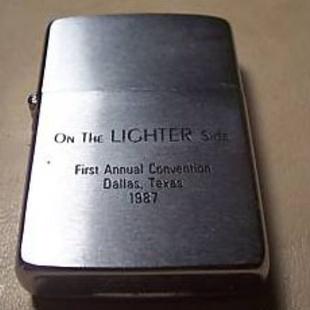 On The LIGHTER Side
First Annual Convention
Dallas, Texas
1987